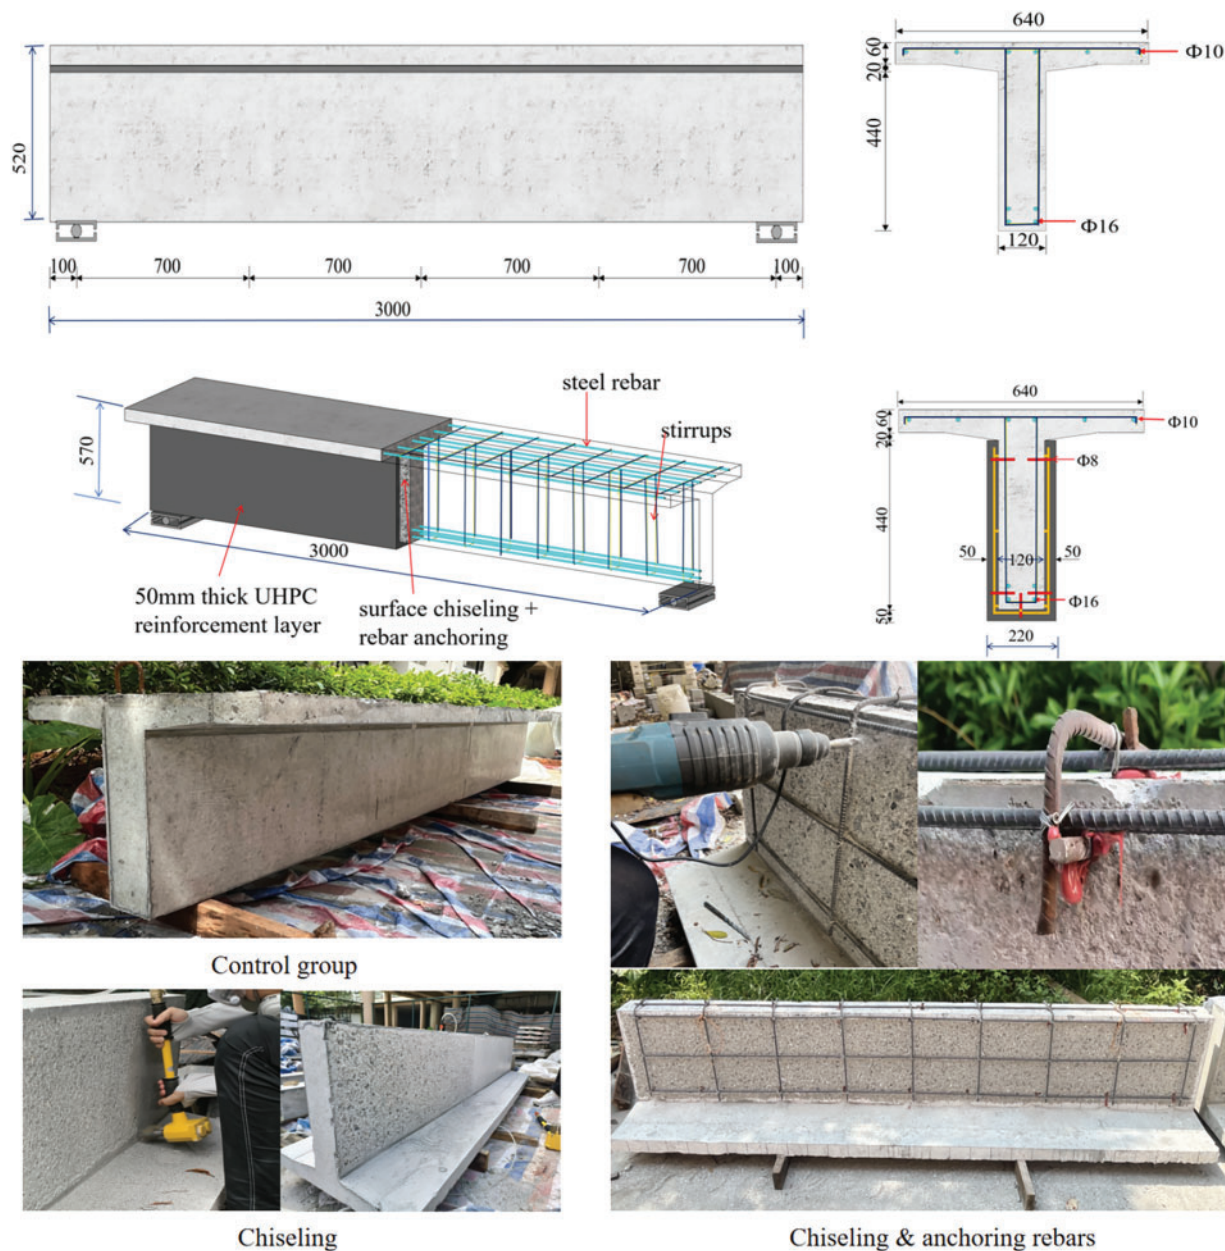 520
100
700
700
700
700
100
3000
640
60
20
440
Φ10
Φ16
120
570
3000
steel rebar
stirrups
50mm thick UHPC
reinforcement layer
surface chiseling +
rebar anchoring
640
60
20
440
50
Φ10
Φ8
50
120
50
Φ16
220
Control group
Chiseling
Chiseling & anchoring rebars